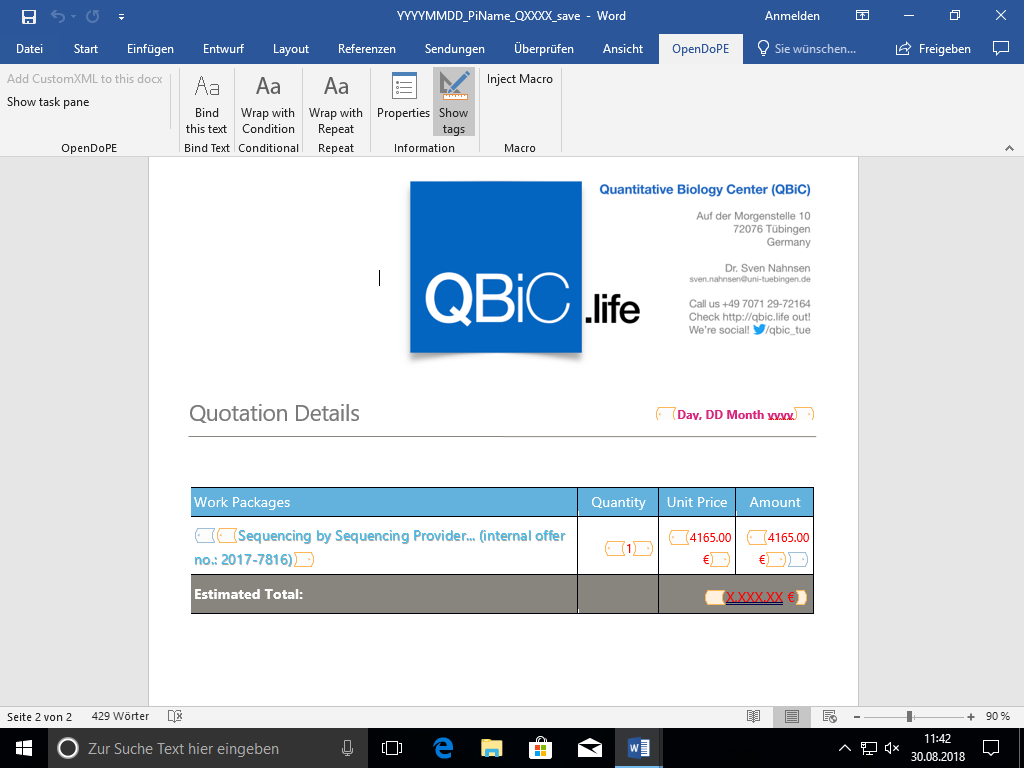 YYYYMMDD_PiName_QXXXX_save - Word
Anmelden
Datei Start Einfügen Entwurf Layout Referenzen Sendungen Überprüfen Ansicht OpenDoPE Sie wünschen... Freigeben
Add CustomXML to this docx
Show task pane
OpenDoPE
Aa
Bind
this text
Bind Text
Aa
Wrap with
Condition
Conditional
Aa
Wrap with
Repeat
Repeat
Properties
Show
tags
Information
Inject Macro
Macro
QBiC
.life
Quantitative Biology Center (QBiC)
Auf der Morgenstelle 10
72076 Tübingen
Germany
Dr. Sven Nahnsen
sven.nahnsen@uni-tuebingen.de
Call us +49 7071 29-72164
Check http://qbic.life out!
We're social! /qbic_tue
Quotation Details
Day, DD Month yyyy
Work Packages Quantity Unit Price Amount
Sequencing by Sequencing Provider... (internal offer
no.: 2017-7816)
1
4165.00
€
4165.00
€
Estimated Total:
X.XXX.XX €
Seite 2 von 2 429 Wörter
90 %
Zur Suche Text hier eingeben
11:42
30.08.2018